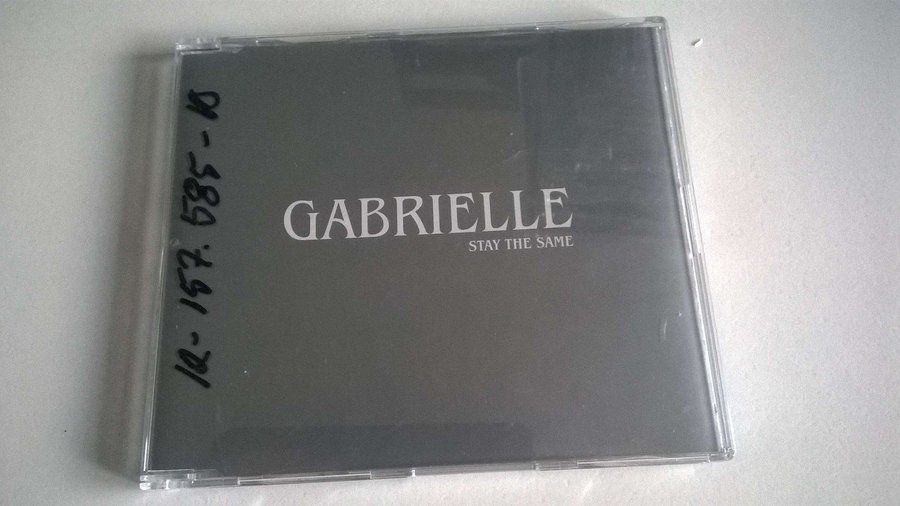 GABRIELLE
STAY THE SAME
12-157.585-10